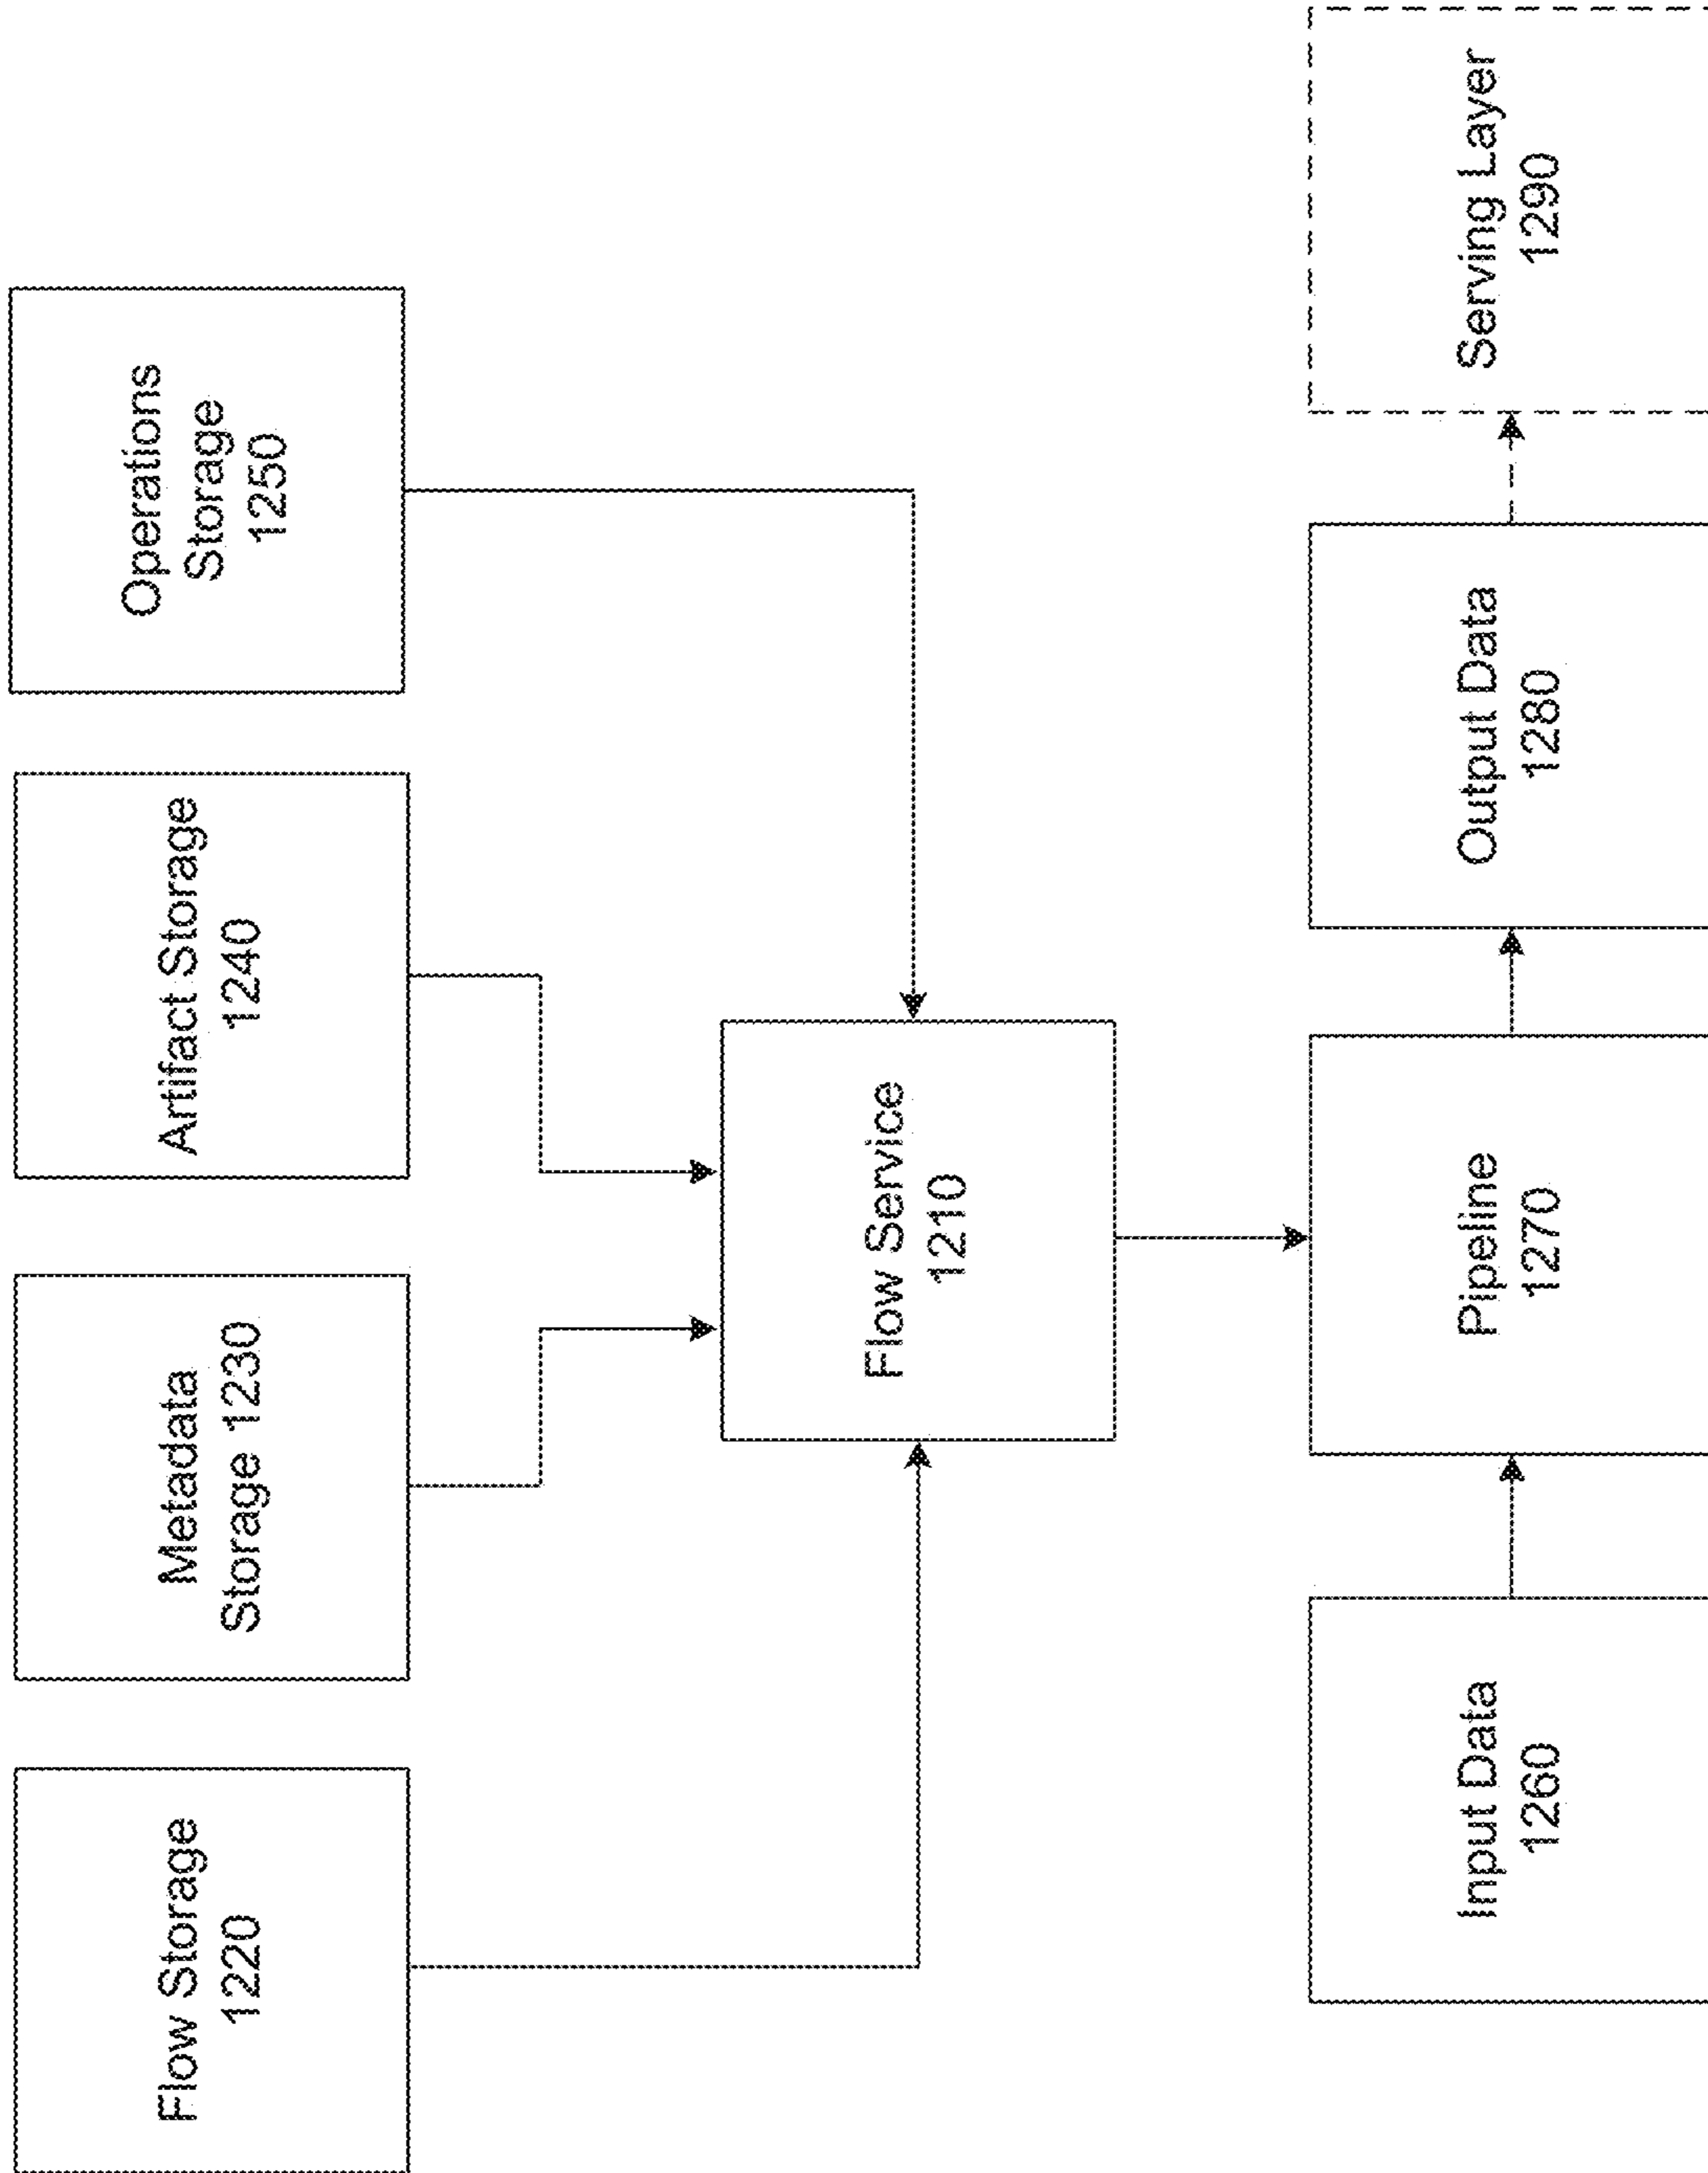 Flow Storage
1220
Metadata
Storage 1230
Artifact Storage
1240
Operations
Storage
1250
Flow Service
1210
Input Data
1260
Pipeline
1270
Output Data
1280
Serving Layer
1290